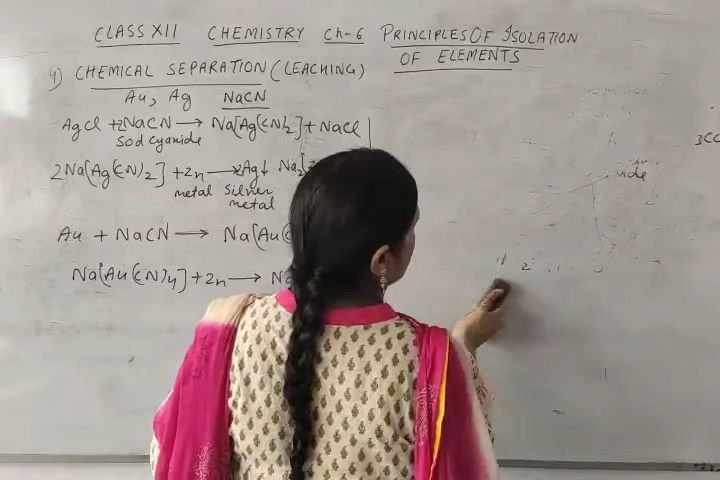 CLASS XII CHEMISTRY Ch-6 PRINCIPLES OF ISOLATION
OF ELEMENTS
4) CHEMICAL SEPARATION (LEACHING)
Au, Ag NaCN
AgCl + 2NaCN → Na[Ag(CN)2] + NaCl
Sod cyanide
2Na[Ag(CN)2] + Zn → 2Ag↓ Na2[
metal Silver
metal
Au + NaCN → Na[Au(C
Na[Au(CN)4] + Zn → N
3CC
ide